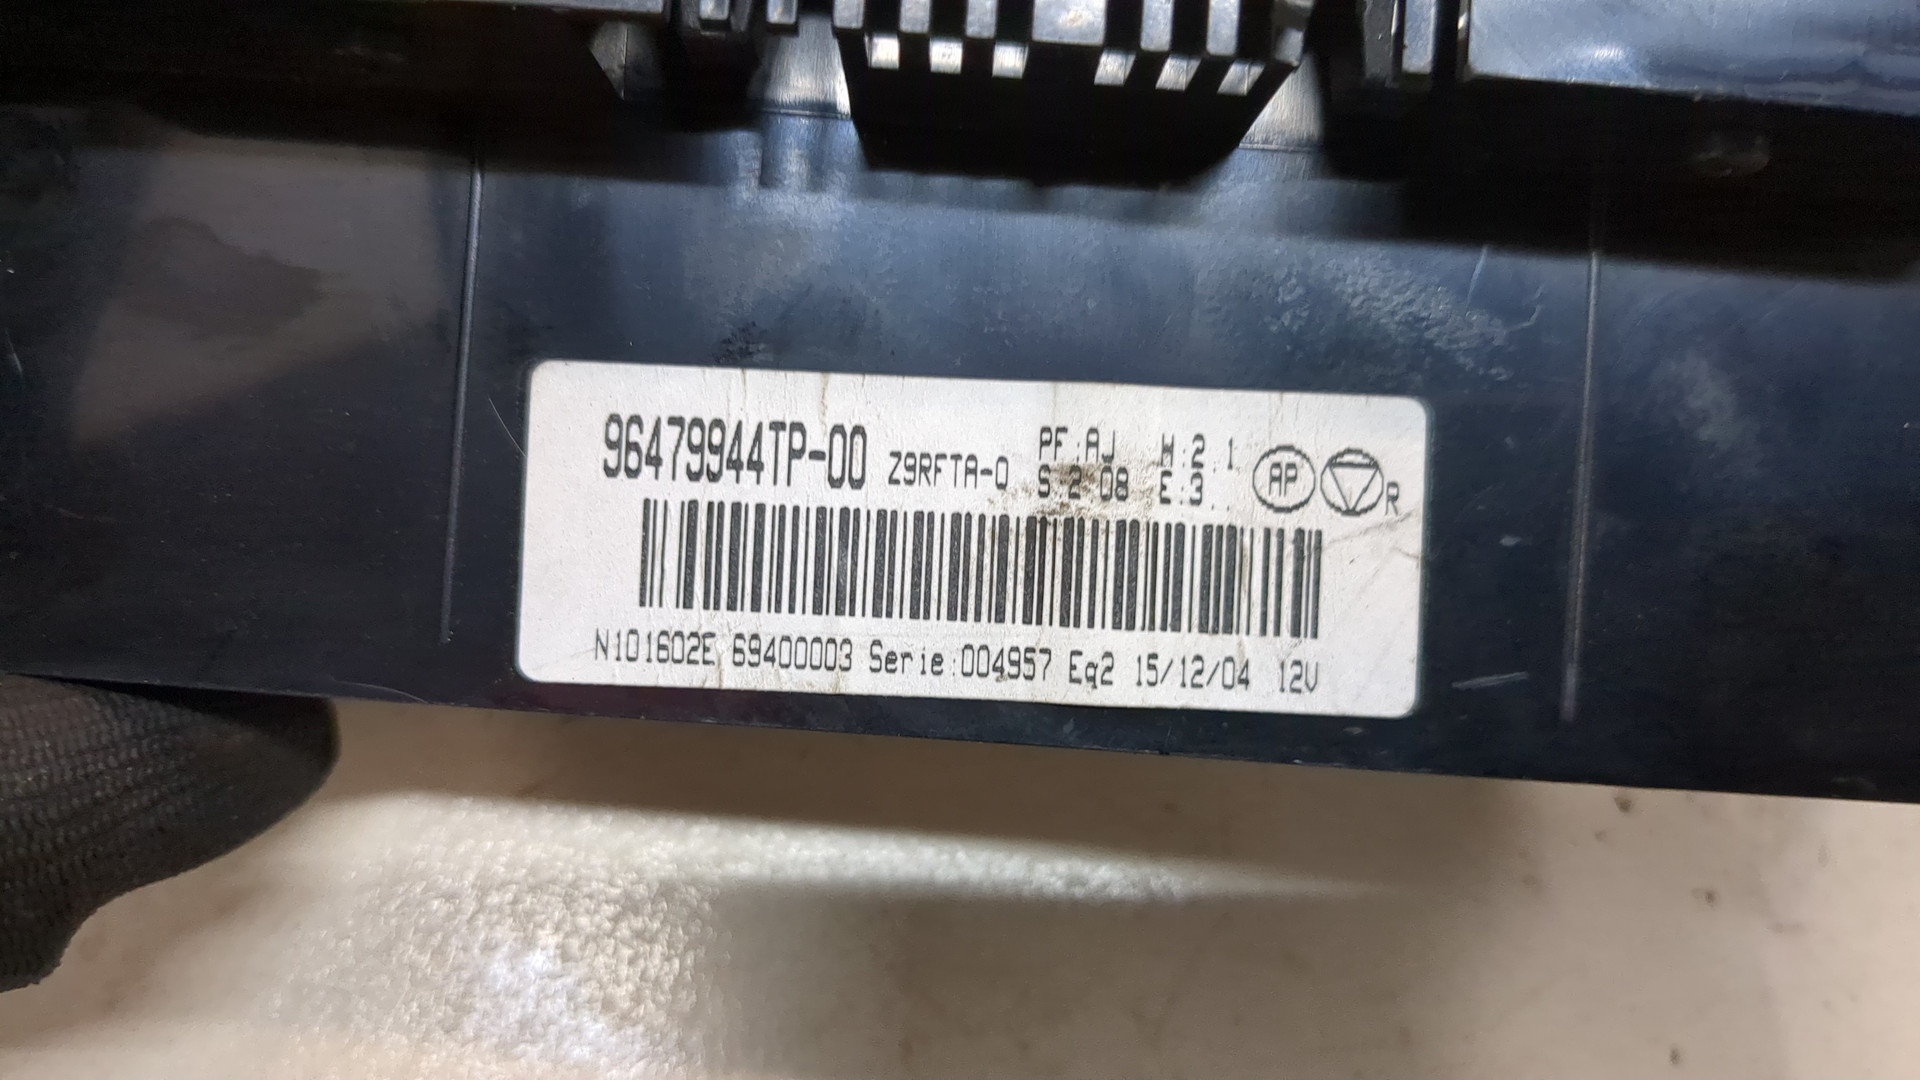 96479944TP-00 Z9RFTA-0 PF:AJ H:2.1
S:2 08 E:3..
AP R
N101602E 69400003 Serie:004957 Eq2 15/12/04 12V